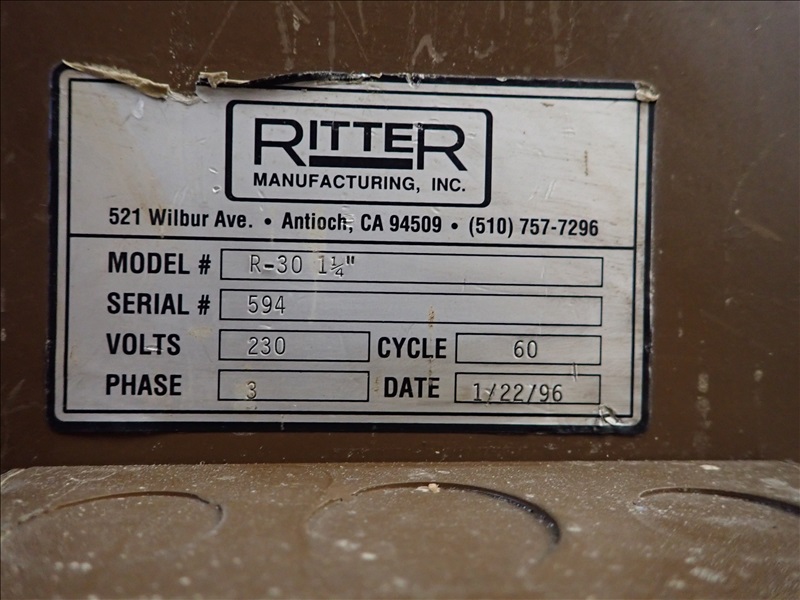 RITTER
MANUFACTURING, INC.
521 Wilbur Ave. • Antioch, CA 94509 • (510) 757-7296
MODEL # R-30 1¼"
SERIAL # 594
VOLTS 230 CYCLE 60
PHASE 3 DATE 1/22/96